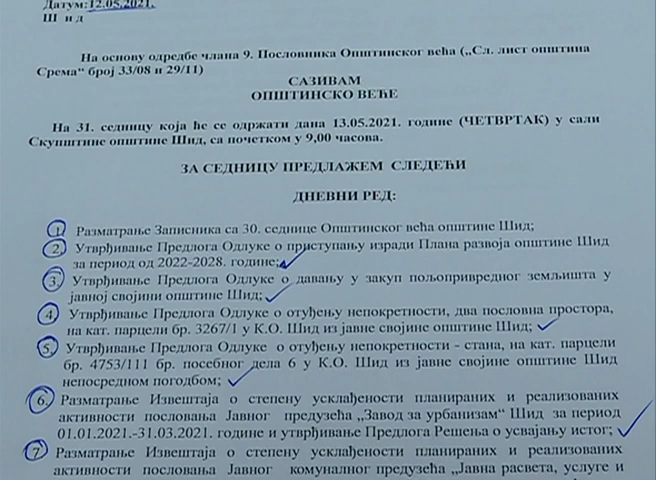 Датум:12.05.2021.
Ш и д
На основу одредбе члана 9. Пословника Општинског већа („Сл. лист општина
Срема“ број 33/08 и 29/11)
САЗИВАМ
ОПШТИНСКО ВЕЋЕ
На 31. седницу која ће се одржати дана 13.05.2021. године (ЧЕТВРТАК) у сали
Скупштине општине Шид, са почетком у 9,00 часова.
ЗА СЕДНИЦУ ПРЕДЛАЖЕМ СЛЕДЕЋИ
ДНЕВНИ РЕД:
1. Разматрање Записника са 30. седнице Општинског већа општине Шид;
2. Утврђивање Предлога Одлуке о приступању изради Плана развоја општине Шид
за период од 2022-2028. године;
3. Утврђивање Предлога Одлуке о давању у закуп пољопривредног земљишта у
јавној својини општине Шид;
4. Утврђивање Предлога Одлуке о отуђењу непокретности, два пословна простора,
на кат. парцели бр. 3267/1 у К.О. Шид из јавне својине општине Шид;
5. Утврђивање Предлога Одлуке о отуђењу непокретности - стана, на кат. парцели
бр. 4753/111 бр. посебног дела 6 у К.О. Шид из јавне својине општине Шид
непосредном погодбом;
6. Разматрање Извештаја о степену усклађености планираних и реализованих
активности пословања Јавног предузећа „Завод за урбанизам“ Шид за период
01.01.2021.-31.03.2021. године и утврђивање Предлога Решења о усвајању истог;
7. Разматрање Извештаја о степену усклађености планираних и реализованих
активности пословања Јавног комуналног предузећа „Јавна расвета, услуге и